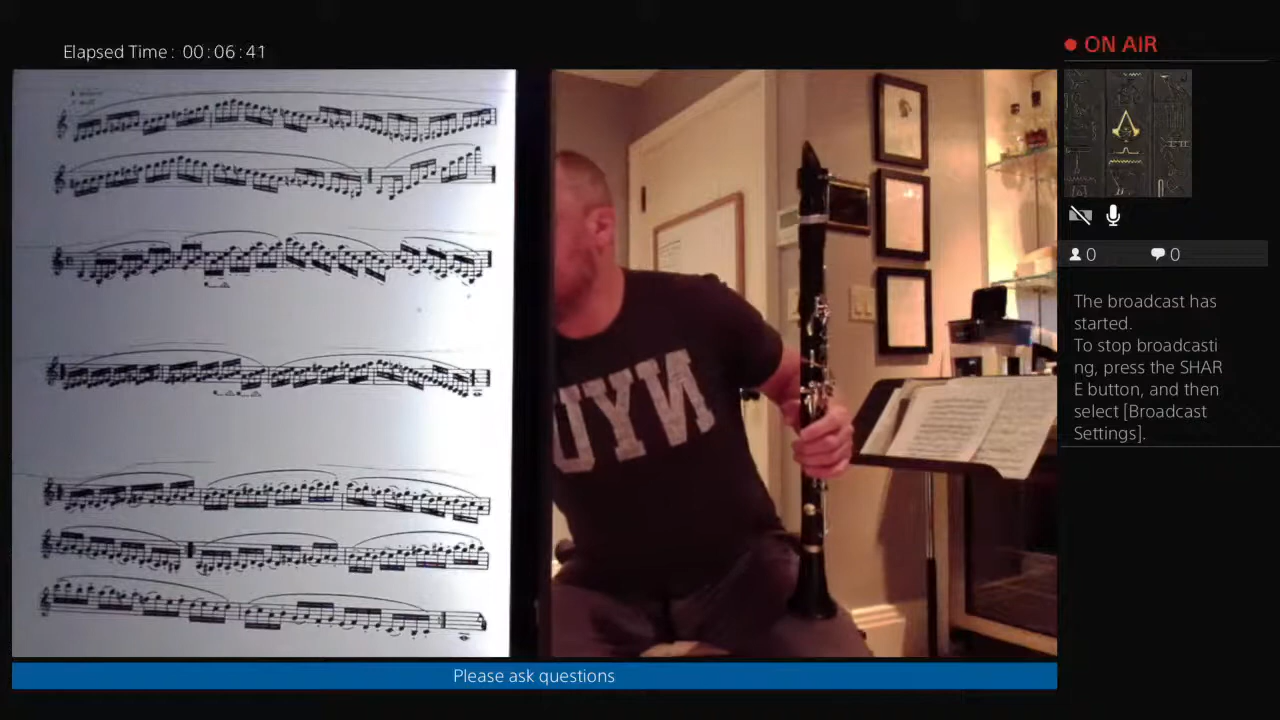 Elapsed Time: 00:06:41
ON AIR
0
0
The broadcast has
started.
To stop broadcasti
ng, press the SHAR
E button, and then
select [Broadcast
Settings].
NYU
Please ask questions